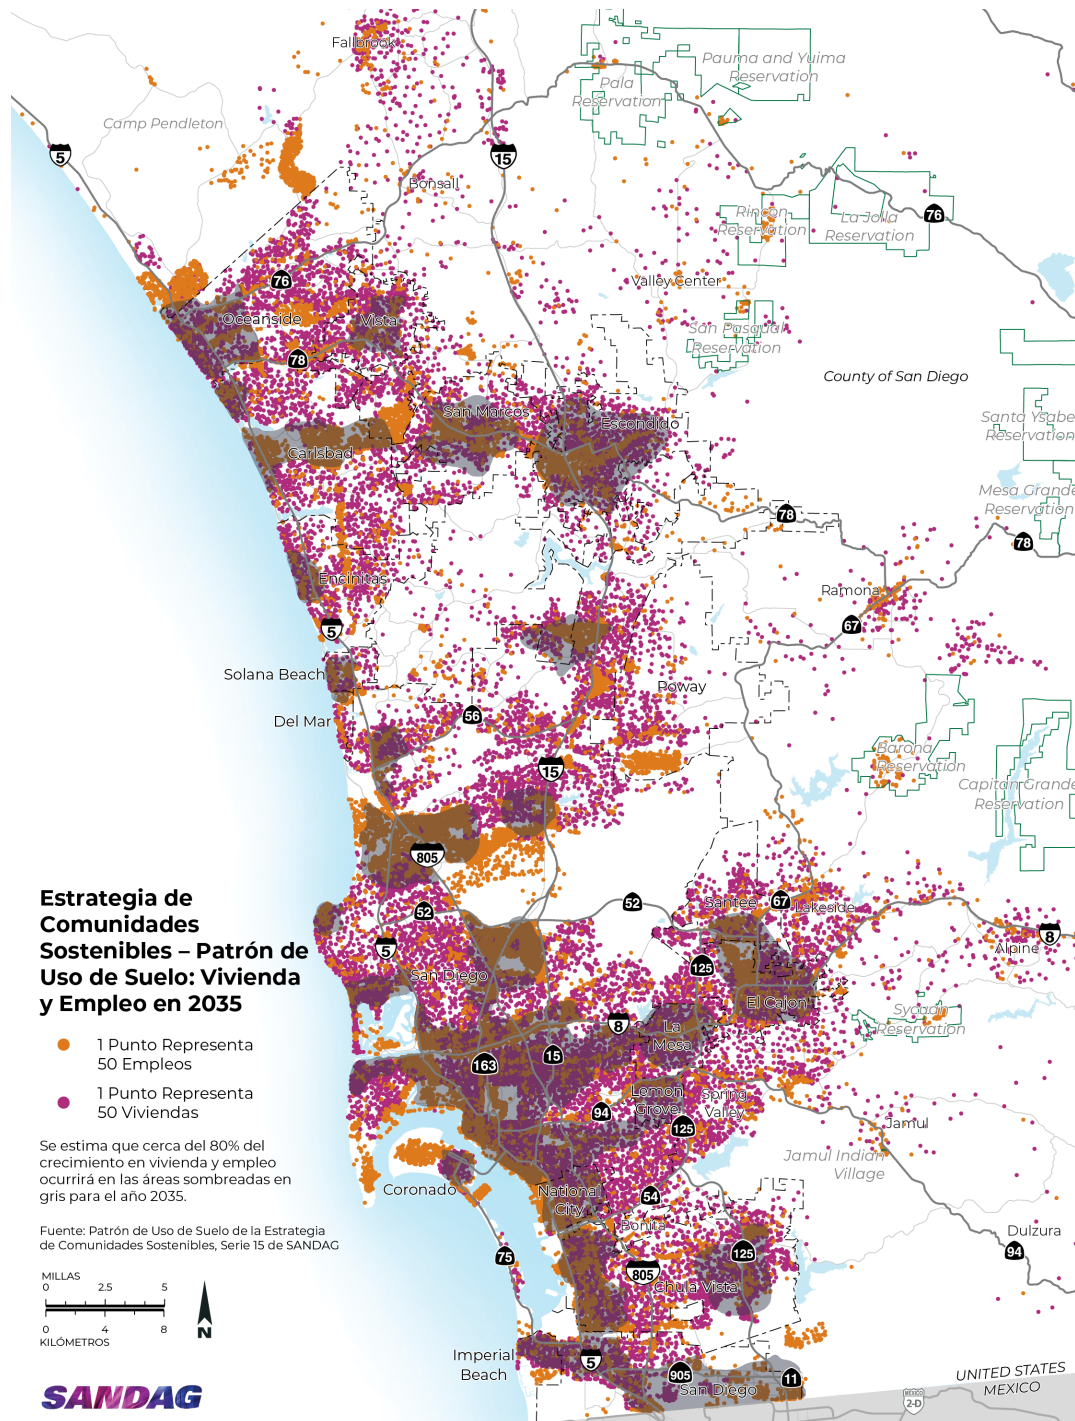 Fallbrook
Pauma and Yuima
Reservation
Pala
Reservation
Camp Pendleton
5
15
Bonsall
76
Rincon
Reservation
La Jolla
Reservation
Valley Center
76
Oceanside
Vista
San Pasqual
Reservation
78
County of San Diego
San Marcos
Escondido
Santa Ysabe
Reservation
Carlsbad
Mesa Grande
Reservation
78
78
Encinitas
Ramona
67
5
Solana Beach
Poway
Del Mar
56
Barona
Reservation
15
Capitan Grande
Reservation
805
Estrategia de
Comunidades
Sostenibles – Patrón de
Uso de Suelo: Vivienda
y Empleo en 2035
52
52
Santee
67
Lakeside
5
8
Alpine
San Diego
125
El Cajon
Sycuan
Reservation
8
La
Mesa
1 Punto Representa
50 Empleos
163
15
1 Punto Representa
50 Viviendas
Lemon
Grove
Spring
Valley
94
125
Jamul
Se estima que cerca del 80% del
crecimiento en vivienda y empleo
ocurrirá en las áreas sombreadas en
gris para el año 2035.
Jamul Indian
Village
Coronado
National
City
54
Bonita
Fuente: Patrón de Uso de Suelo de la Estrategia
de Comunidades Sostenibles, Serie 15 de SANDAG
Dulzura
94
75
125
805
Chula Vista
MILLAS
0 2.5 5
0 4 8
KILÓMETROS
N
Imperial
Beach
5
905
San Diego
11
UNITED STATES
MEXICO
MEXICO
2-D
SANDAG